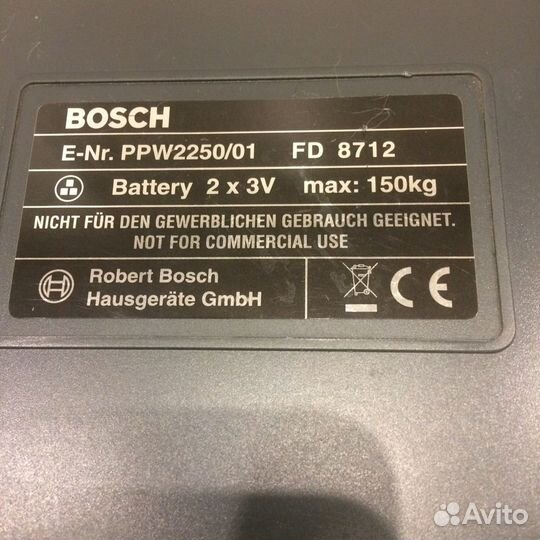 BOSCH
E-Nr. PPW2250/01 FD 8712
Battery 2 x 3V max: 150kg
NICHT FÜR DEN GEWERBLICHEN GEBRAUCH GEEIGNET.
NOT FOR COMMERCIAL USE
Robert Bosch
Hausgeräte GmbH
CE
Avito